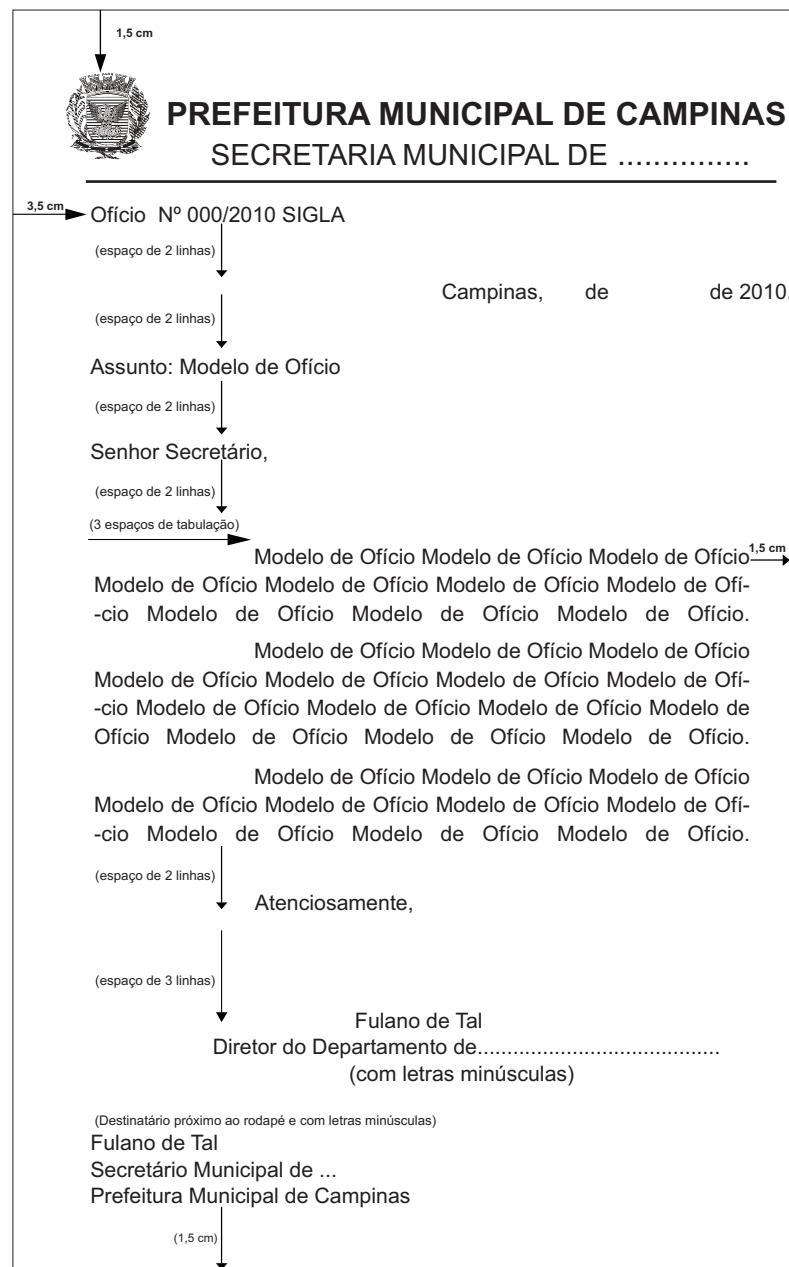 1,5 cm
PREFEITURA MUNICIPAL DE CAMPINAS
SECRETARIA MUNICIPAL DE ...............
3,5 cm
Ofício Nº 000/2010 SIGLA
(espaço de 2 linhas)
Campinas, de de 2010.
(espaço de 2 linhas)
Assunto: Modelo de Ofício
(espaço de 2 linhas)
Senhor Secretário,
(espaço de 2 linhas)
(3 espaços de tabulação)
Modelo de Ofício Modelo de Ofício Modelo de Ofício 1,5 cm
Modelo de Ofício Modelo de Ofício Modelo de Ofício Modelo de Ofí-
-cio Modelo de Ofício Modelo de Ofício Modelo de Ofício.
Modelo de Ofício Modelo de Ofício Modelo de Ofício
Modelo de Ofício Modelo de Ofício Modelo de Ofício Modelo de Ofí-
-cio Modelo de Ofício Modelo de Ofício Modelo de Ofício Modelo de
Ofício Modelo de Ofício Modelo de Ofício Modelo de Ofício.
Modelo de Ofício Modelo de Ofício Modelo de Ofício
Modelo de Ofício Modelo de Ofício Modelo de Ofício Modelo de Ofí-
-cio Modelo de Ofício Modelo de Ofício Modelo de Ofício.
(espaço de 2 linhas)
Atenciosamente,
(espaço de 3 linhas)
Fulano de Tal
Diretor do Departamento de.........................................
(com letras minúsculas)
(Destinatário próximo ao rodapé e com letras minúsculas)
Fulano de Tal
Secretário Municipal de ...
Prefeitura Municipal de Campinas
(1,5 cm)